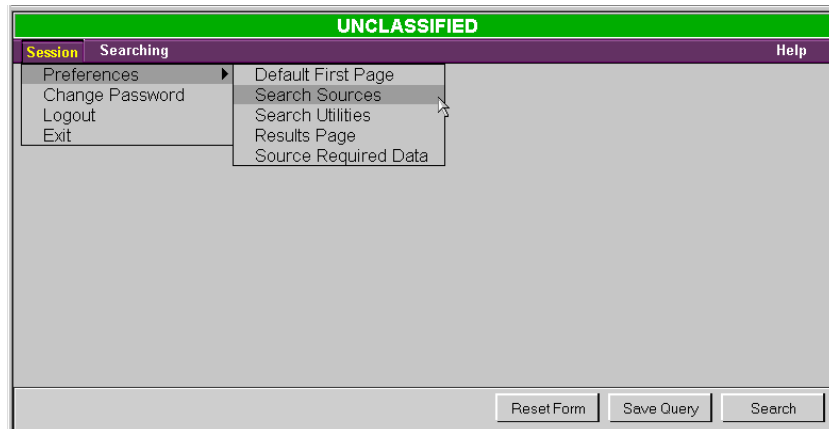 UNCLASSIFIED
Session Searching Help
Preferences Default First Page
Change Password Search Sources
Logout Search Utilities
Exit Results Page
Source Required Data
Reset Form Save Query Search